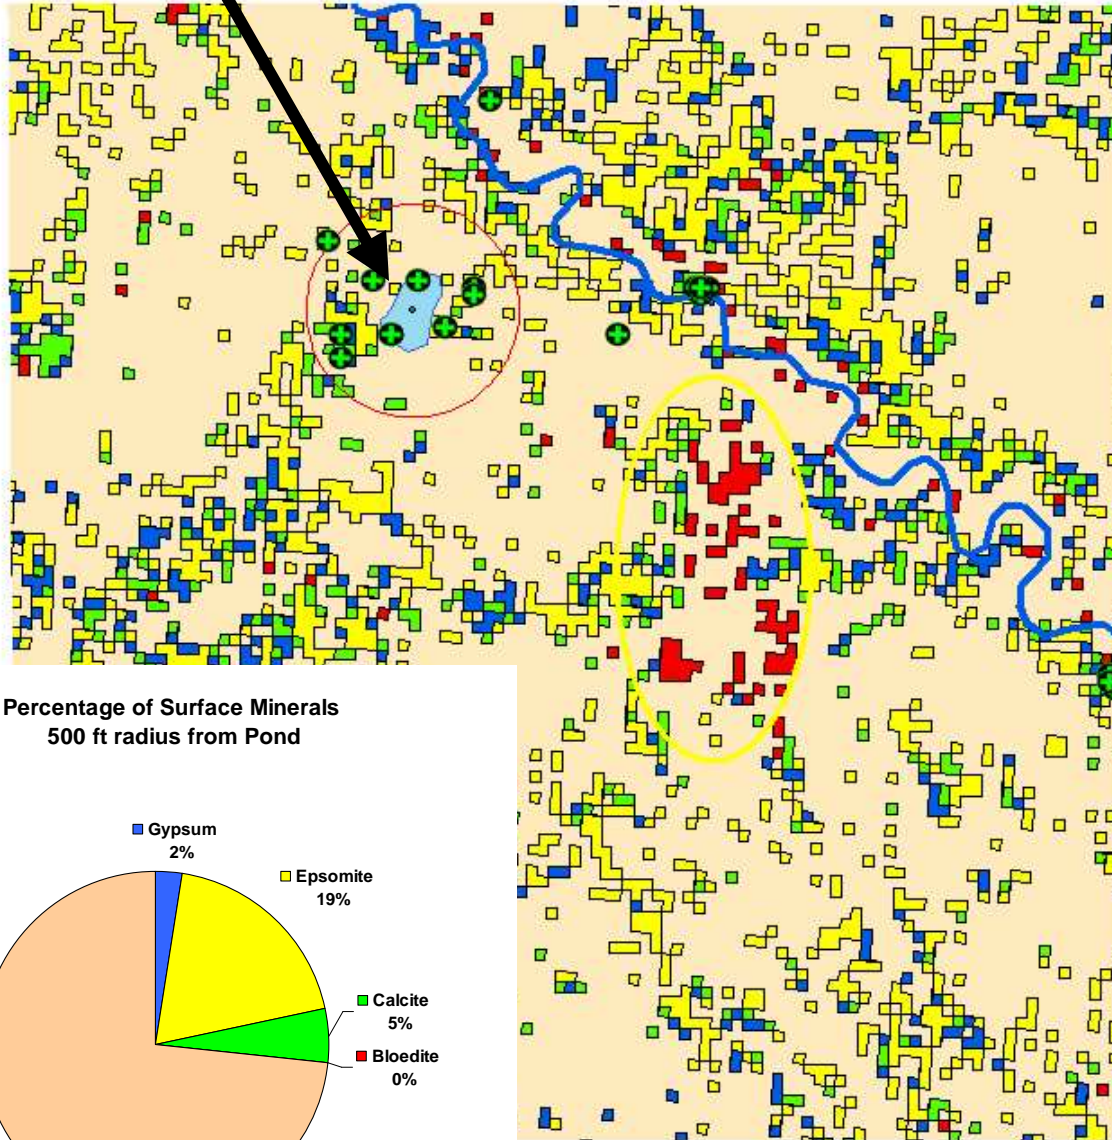 Percentage of Surface Minerals
500 ft radius from Pond
Gypsum
2%
Epsomite
19%
Calcite
5%
Bloedite
0%